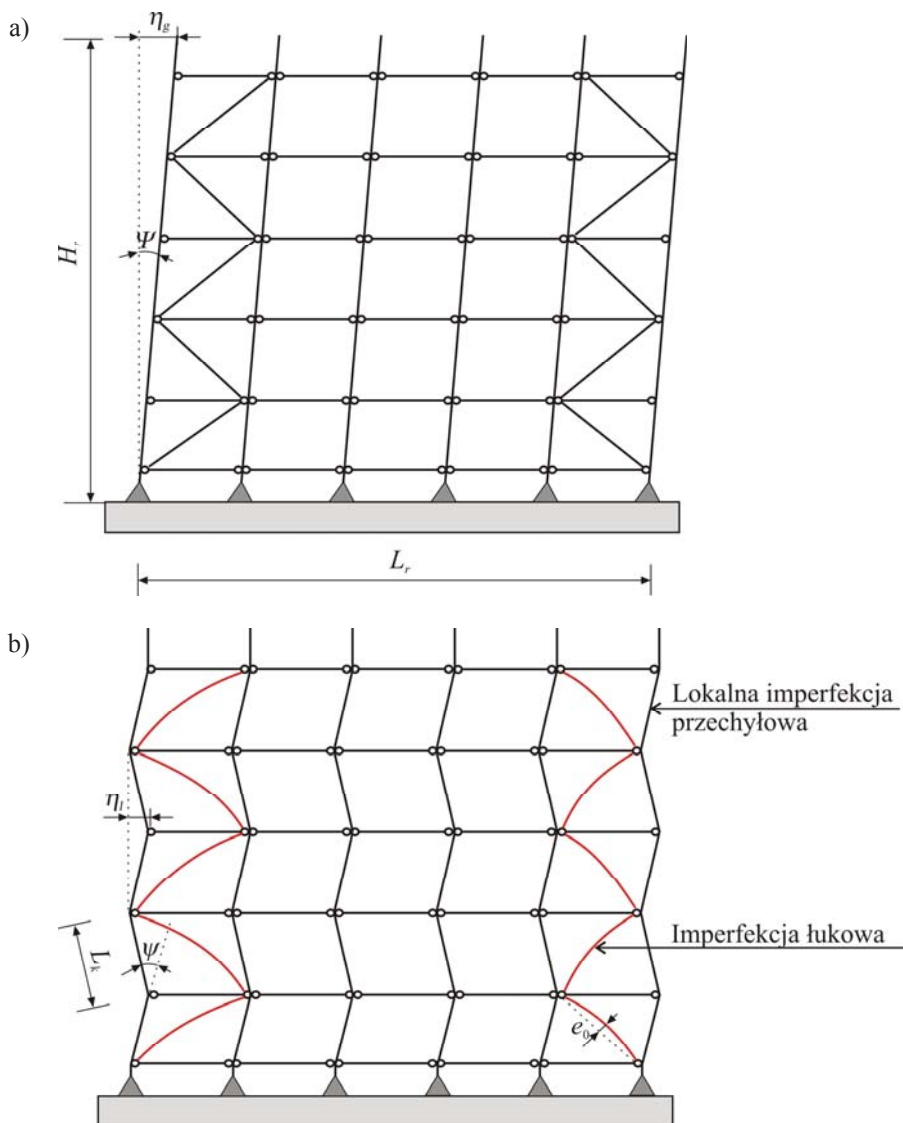 a)
η_g
H_r
Ψ
L_r
b)
Lokalna imperfekcja
przechyłowa
η_l
L_k
ψ
Imperfekcja łukowa
e_0